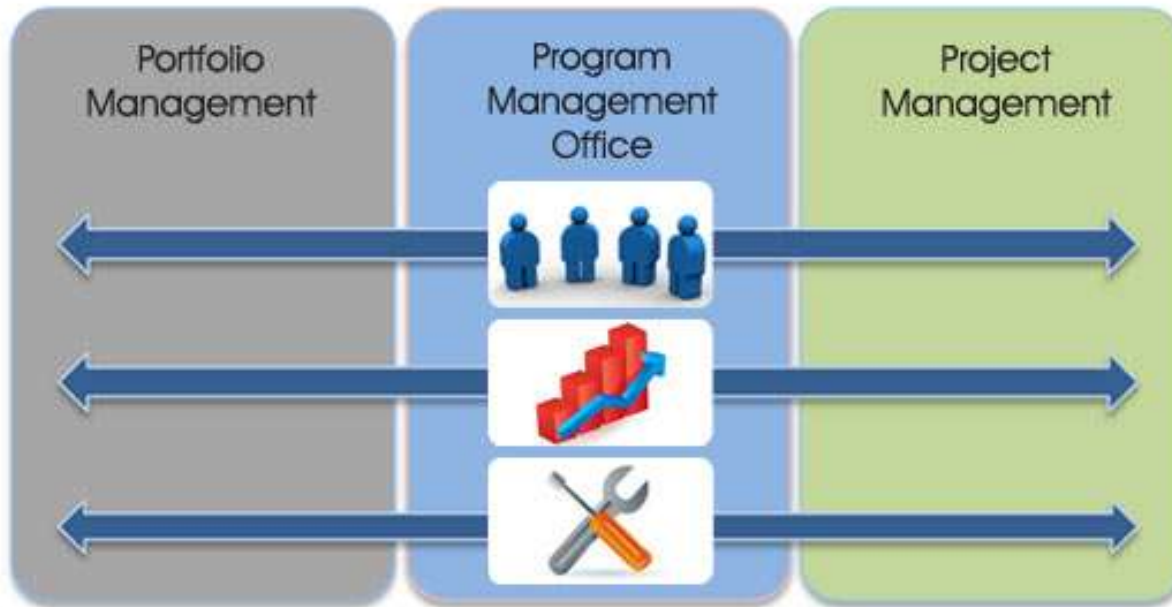 Portfolio
Management
Program
Management
Office
Project
Management